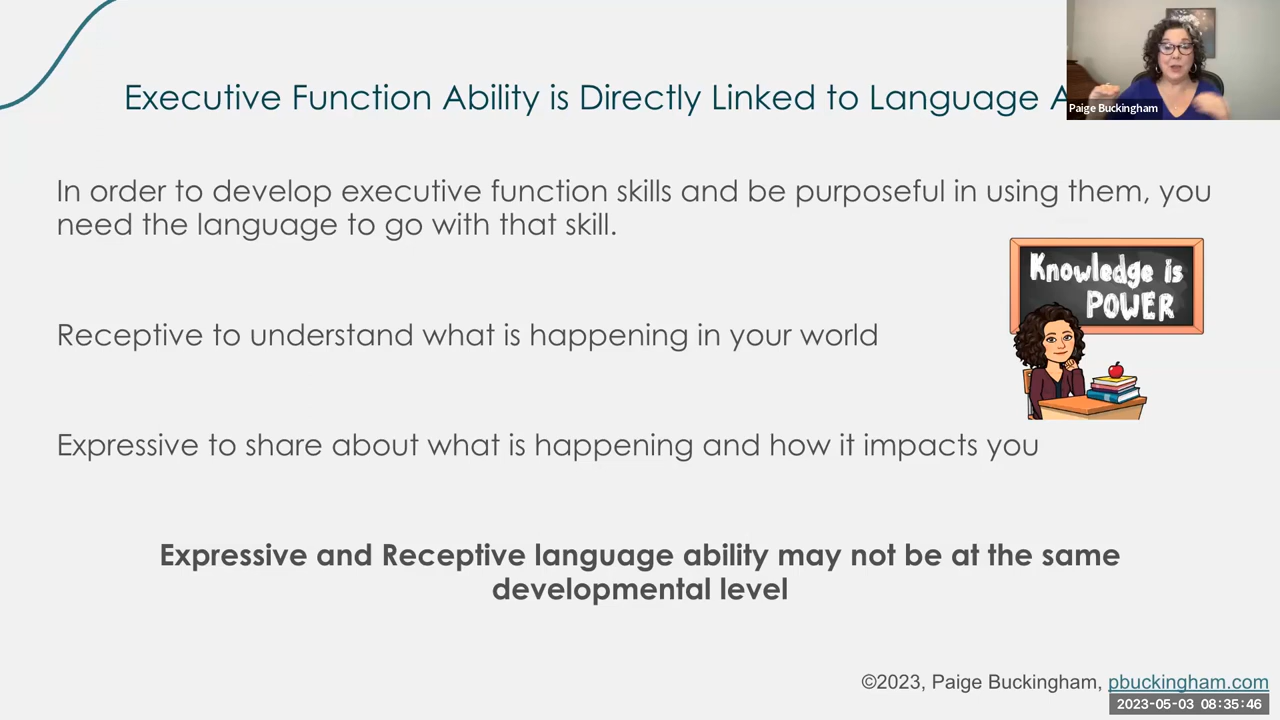 Executive Function Ability is Directly Linked to Language
Paige Buckingham
In order to develop executive function skills and be purposeful in using them, you
need the language to go with that skill.
Knowledge is
POWER
Receptive to understand what is happening in your world
Expressive to share about what is happening and how it impacts you
Expressive and Receptive language ability may not be at the same
developmental level
©2023, Paige Buckingham, pbuckingham.com
2023-05-03 08:35:46